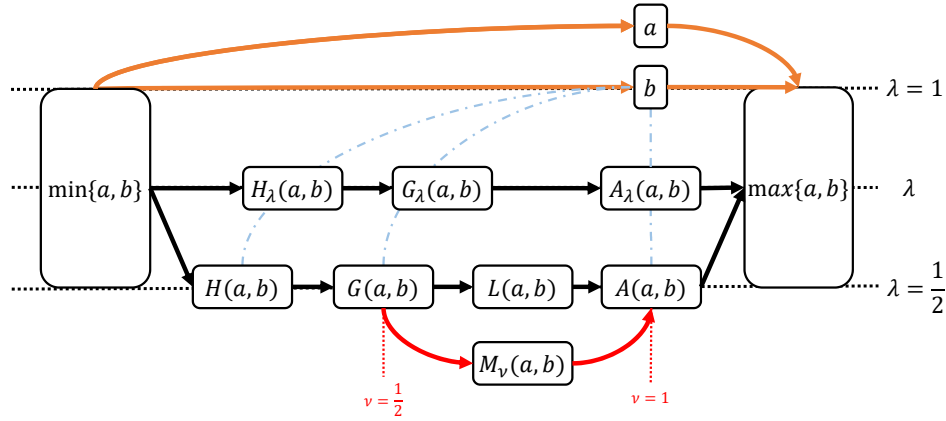 a
b
λ = 1
min{a, b}
H_λ(a, b)
G_λ(a, b)
A_λ(a, b)
max{a, b}
λ
H(a, b)
G(a, b)
L(a, b)
A(a, b)
λ = 1/2
M_ν(a, b)
ν = 1/2
ν = 1